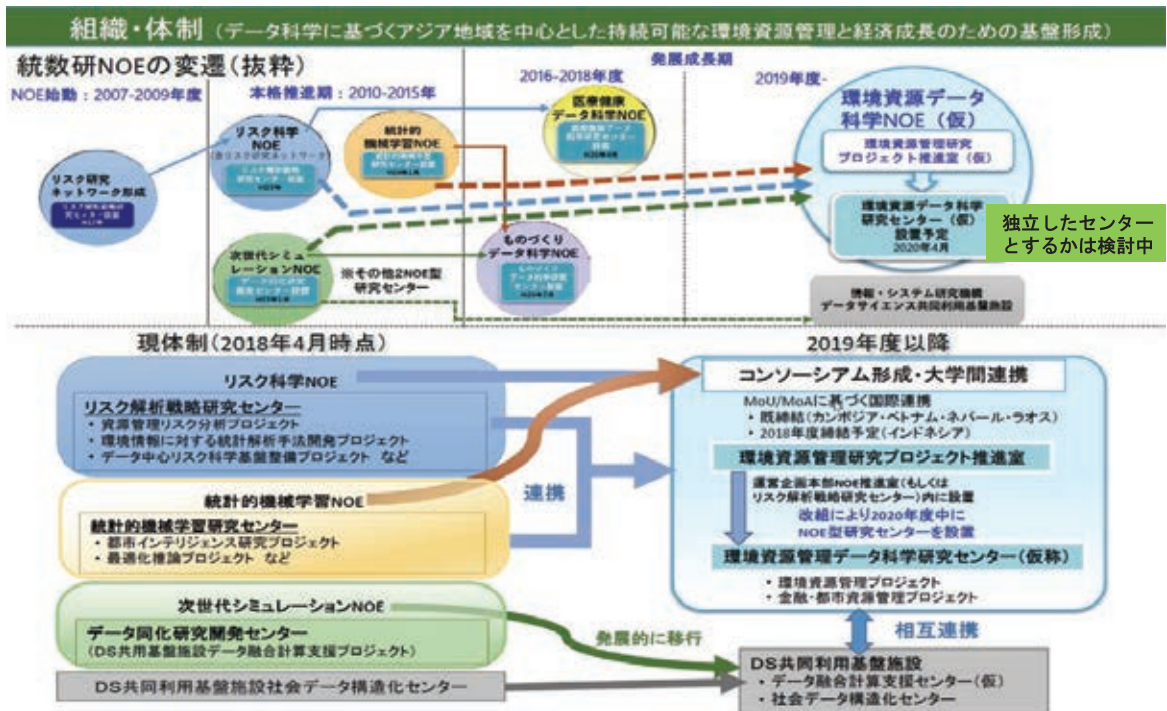 組織・体制 (データ科学に基づくアジア地域を中心とした持続可能な環境資源管理と経済成長のための基盤形成)
統数研NOEの変遷(抜粋)
発展成長期
NOE始動：2007-2009年度
本格推進期：2010-2015年
2016-2018年度
2019年度-
リスク研究
ネットワーク形成
リスク科学
NOE
統計的
機械学習NOE
医療健康
データ科学NOE
次世代シミュ
レーションNOE
※その他2NOE型
研究センター
ものづくり
データ科学NOE
環境資源データ
科学NOE（仮）
環境資源管理研究
プロジェクト推進室（仮）
環境資源データ科学
研究センター（仮）
設置予定
2020年4月
独立したセンター
とするかは検討中
情報・システム研究機構
データサイエンス共同利用基盤施設
現体制(2018年4月時点)
リスク科学NOE
リスク解析戦略研究センター
・資源管理リスク分析プロジェクト
・環境情報に対する統計解析手法開発プロジェクト
・データ中心リスク科学基盤整備プロジェクト など
統計的機械学習NOE
統計的機械学習研究センター
・都市インテリジェンス研究プロジェクト
・最適化推論プロジェクト など
次世代シミュレーションNOE
データ同化研究開発センター
(DS共用基盤施設データ融合計算支援プロジェクト)
DS共同利用基盤施設社会データ構造化センター
連携
発展的に移行
2019年度以降
コンソーシアム形成・大学間連携
MoU/MoAに基づく国際連携
・既締結(カンボジア・ベトナム・ネパール・ラオス)
・2018年度締結予定(インドネシア)
環境資源管理研究プロジェクト推進室
運営企画本部NOE推進室(もしくは
リスク解析戦略研究センター)内に設置
改組により2020年度中に
NOE型研究センターを設置
環境資源管理データ科学研究センター(仮称)
・環境資源管理プロジェクト
・金融・都市資源管理プロジェクト
相互連携
DS共同利用基盤施設
・データ融合計算支援センター(仮)
・社会データ構造化センター